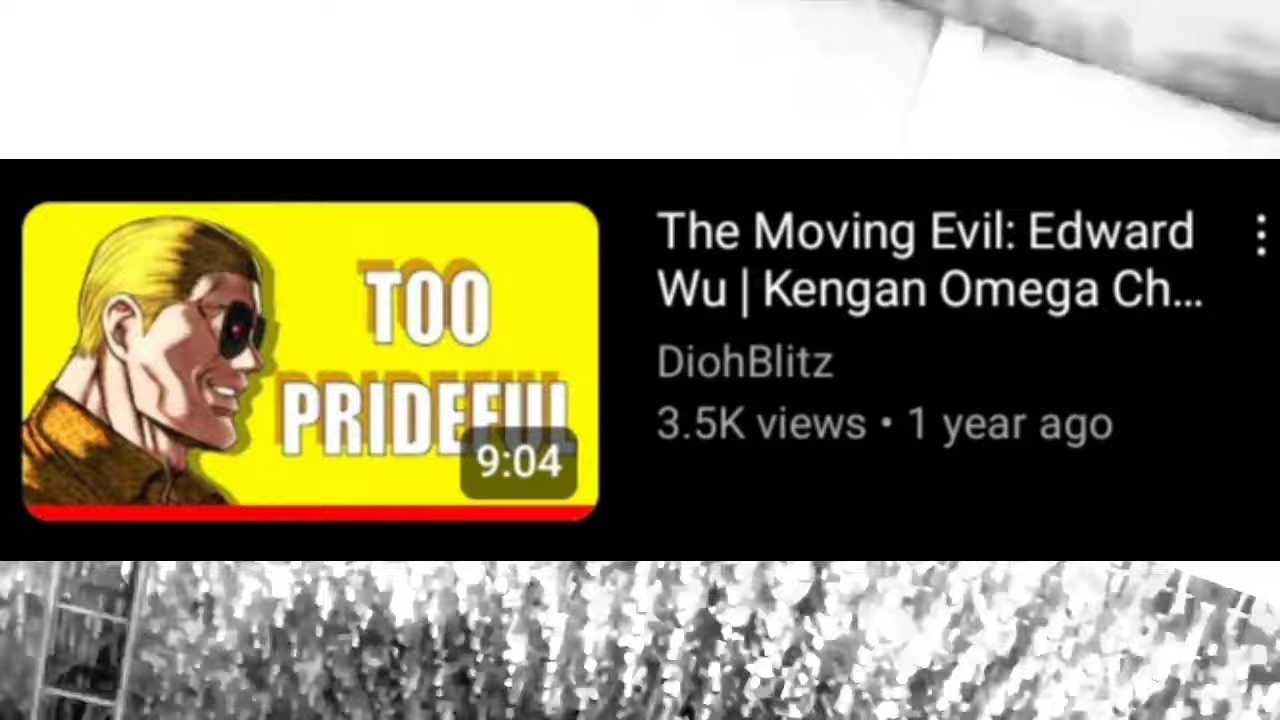 TOO
PRIDEFUL
9:04
The Moving Evil: Edward
Wu | Kengan Omega Ch...
DiohBlitz
3.5K views • 1 year ago